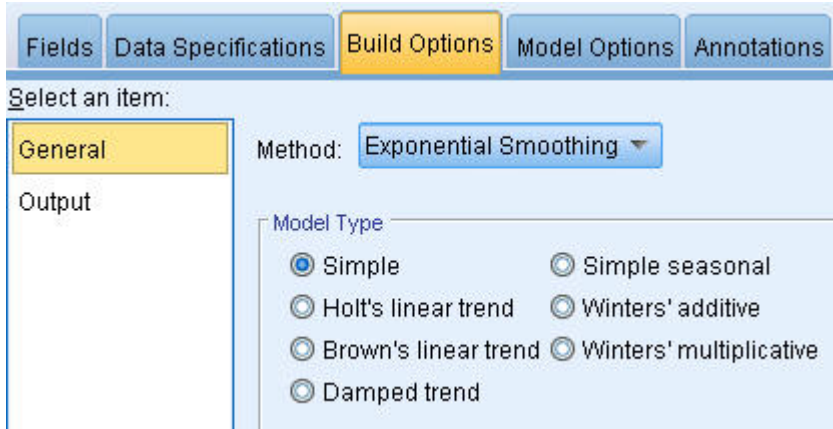 Fields Data Specifications Build Options Model Options Annotations
Select an item:
General
Output
Method: Exponential Smoothing
Model Type
Simple Simple seasonal
Holt's linear trend Winters' additive
Brown's linear trend Winters' multiplicative
Damped trend